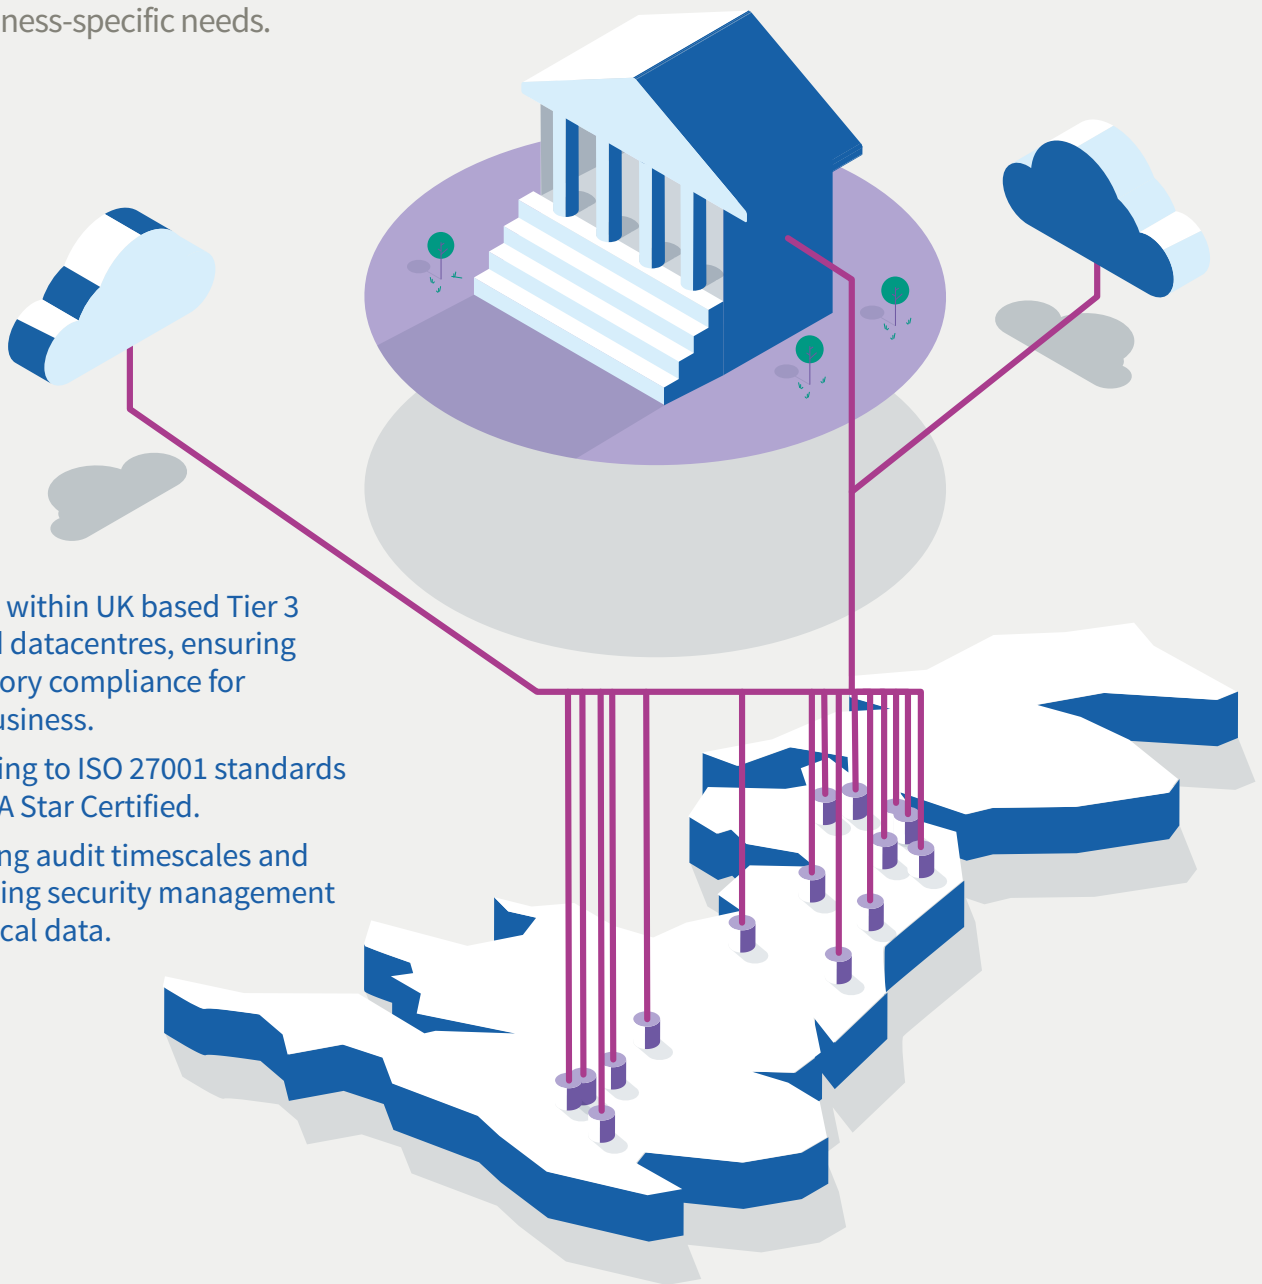 ness-specific needs.
within UK based Tier 3
d datacentres, ensuring
ory compliance for
usiness.
ing to ISO 27001 standards
A Star Certified.
ng audit timescales and
ing security management
ical data.